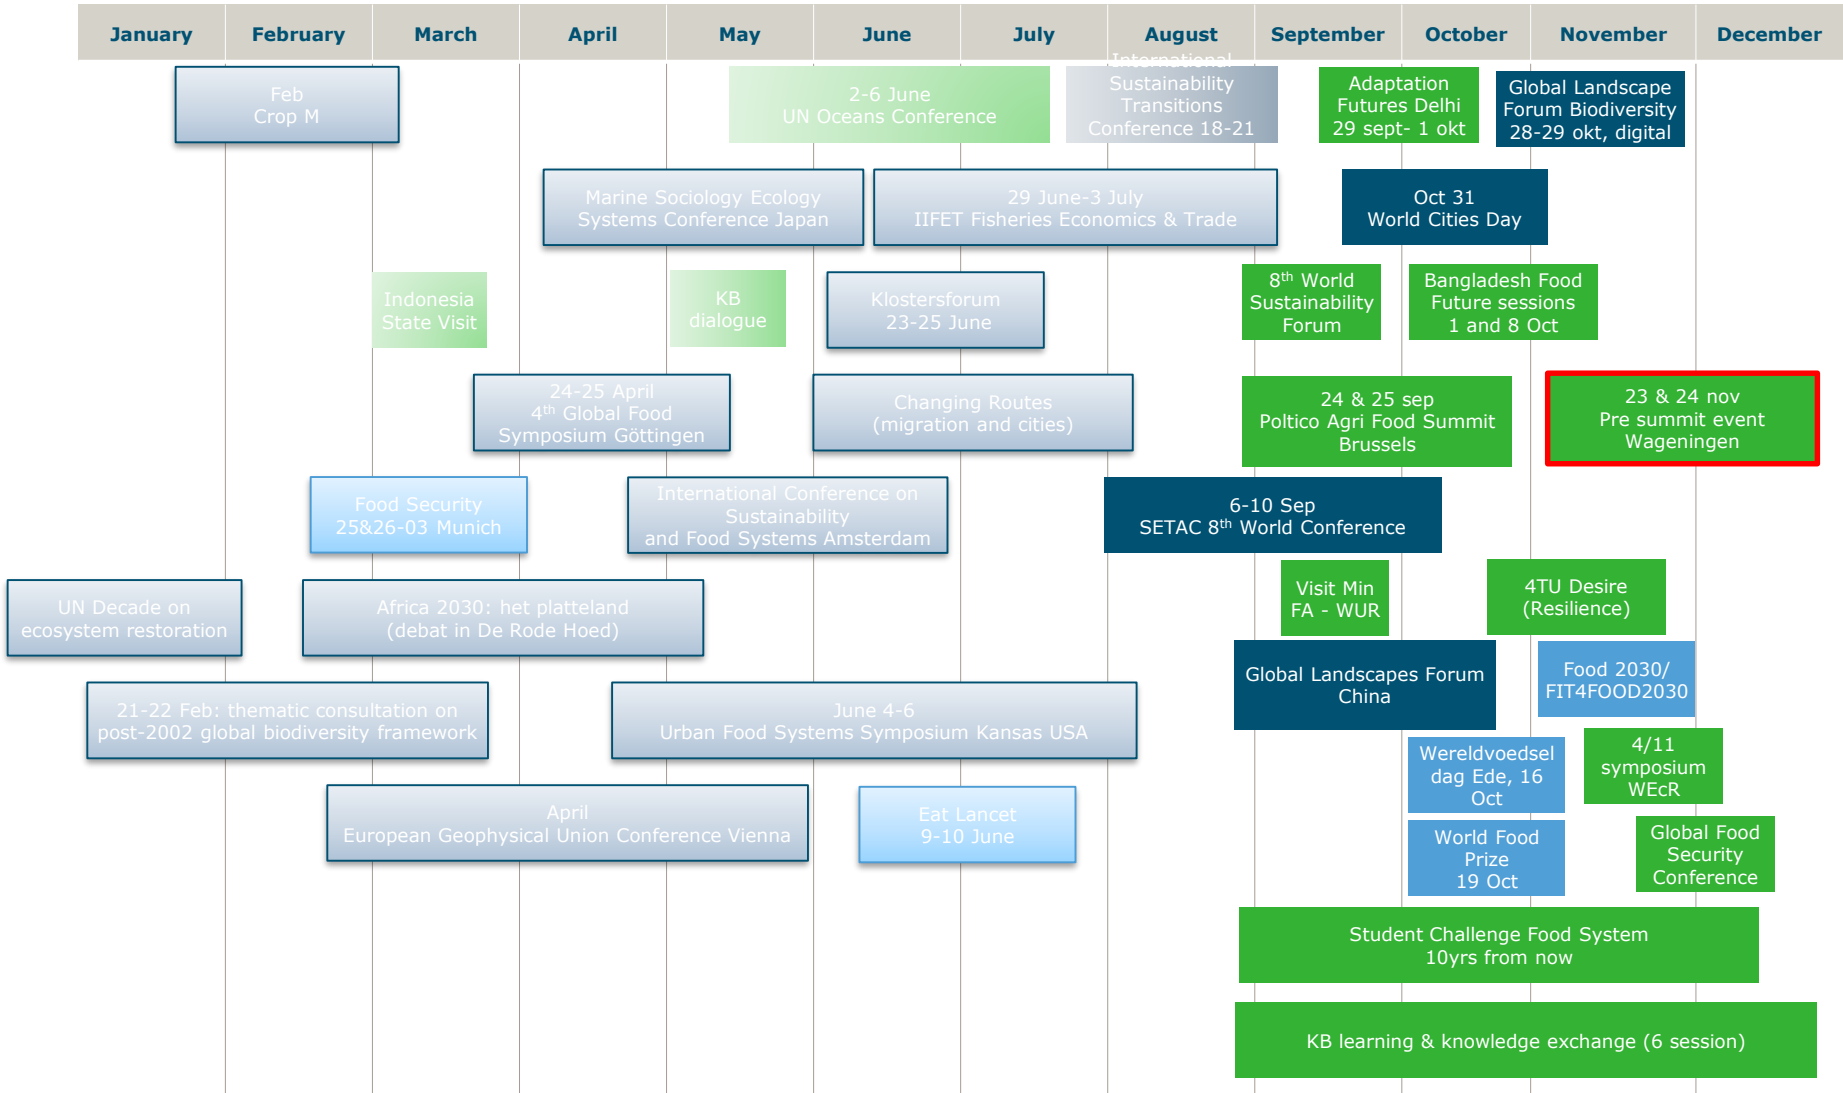 January February March April May June July August September October November December
Feb
Crop M
2-6 June
UN Oceans Conference
International
Sustainability
Transitions
Conference 18-21
Adaptation
Futures Delhi
29 sept- 1 okt
Global Landscape
Forum Biodiversity
28-29 okt, digital
Marine Sociology Ecology
Systems Conference Japan
29 June-3 July
IIFET Fisheries Economics & Trade
Oct 31
World Cities Day
Indonesia
State Visit
KB
dialogue
Klostersforum
23-25 June
8th World
Sustainability
Forum
Bangladesh Food
Future sessions
1 and 8 Oct
24-25 April
4th Global Food
Symposium Göttingen
Changing Routes
(migration and cities)
24 & 25 sep
Poltico Agri Food Summit
Brussels
23 & 24 nov
Pre summit event
Wageningen
Food Security
25&26-03 Munich
International Conference on
Sustainability
and Food Systems Amsterdam
6-10 Sep
SETAC 8th World Conference
Visit Min
FA - WUR
4TU Desire
(Resilience)
UN Decade on
ecosystem restoration
Africa 2030: het platteland
(debat in De Rode Hoed)
Global Landscapes Forum
China
Food 2030/
FIT4FOOD2030
21-22 Feb: thematic consultation on
post-2002 global biodiversity framework
June 4-6
Urban Food Systems Symposium Kansas USA
Wereldvoedsel
dag Ede, 16
Oct
4/11
symposium
WEcR
April
European Geophysical Union Conference Vienna
Eat Lancet
9-10 June
World Food
Prize
19 Oct
Global Food
Security
Conference
Student Challenge Food System
10yrs from now
KB learning & knowledge exchange (6 session)